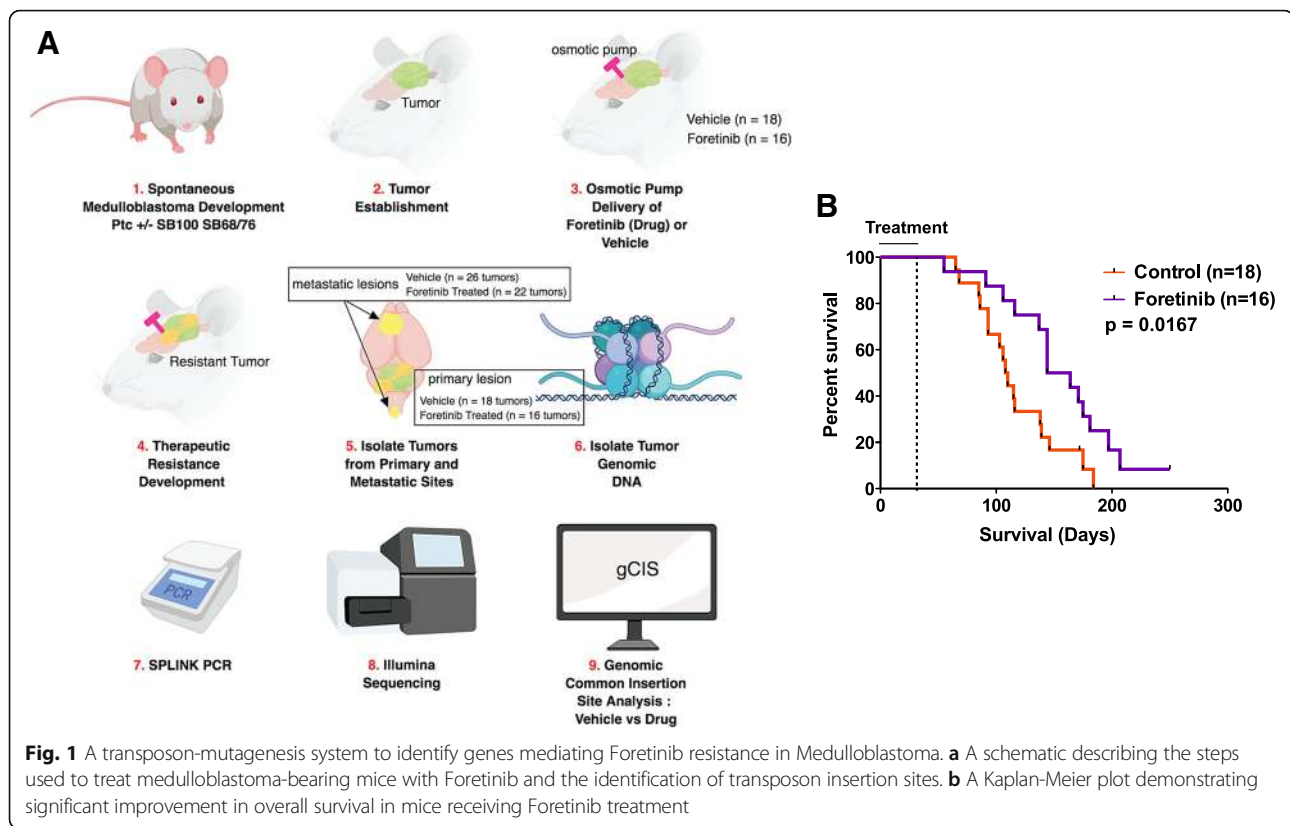 A
osmotic pump
Tumor
Vehicle (n = 18)
Foretinib (n = 16)
1. Spontaneous
Medulloblastoma Development
Ptc +/- SB100 SB68/76
2. Tumor
Establishment
3. Osmotic Pump
Delivery of
Foretinib (Drug) or
Vehicle
metastatic lesions
Vehicle (n = 26 tumors)
Foretinib Treated (n = 22 tumors)
Resistant Tumor
primary lesion
Vehicle (n = 18 tumors)
Foretinib Treated (n = 16 tumors)
4. Therapeutic
Resistance
Development
5. Isolate Tumors
from Primary and
Metastatic Sites
6. Isolate Tumor
Genomic
DNA
PCR
gCIS
7. SPLINK PCR
8. Illumina
Sequencing
9. Genomic
Common Insertion
Site Analysis :
Vehicle vs Drug
B
Treatment
Control (n=18)
Foretinib (n=16)
p = 0.0167
Percent survival
100
80
60
40
20
0
0 100 200 300
Survival (Days)
Fig. 1 A transposon-mutagenesis system to identify genes mediating Foretinib resistance in Medulloblastoma. a A schematic describing the steps
used to treat medulloblastoma-bearing mice with Foretinib and the identification of transposon insertion sites. b A Kaplan-Meier plot demonstrating
significant improvement in overall survival in mice receiving Foretinib treatment